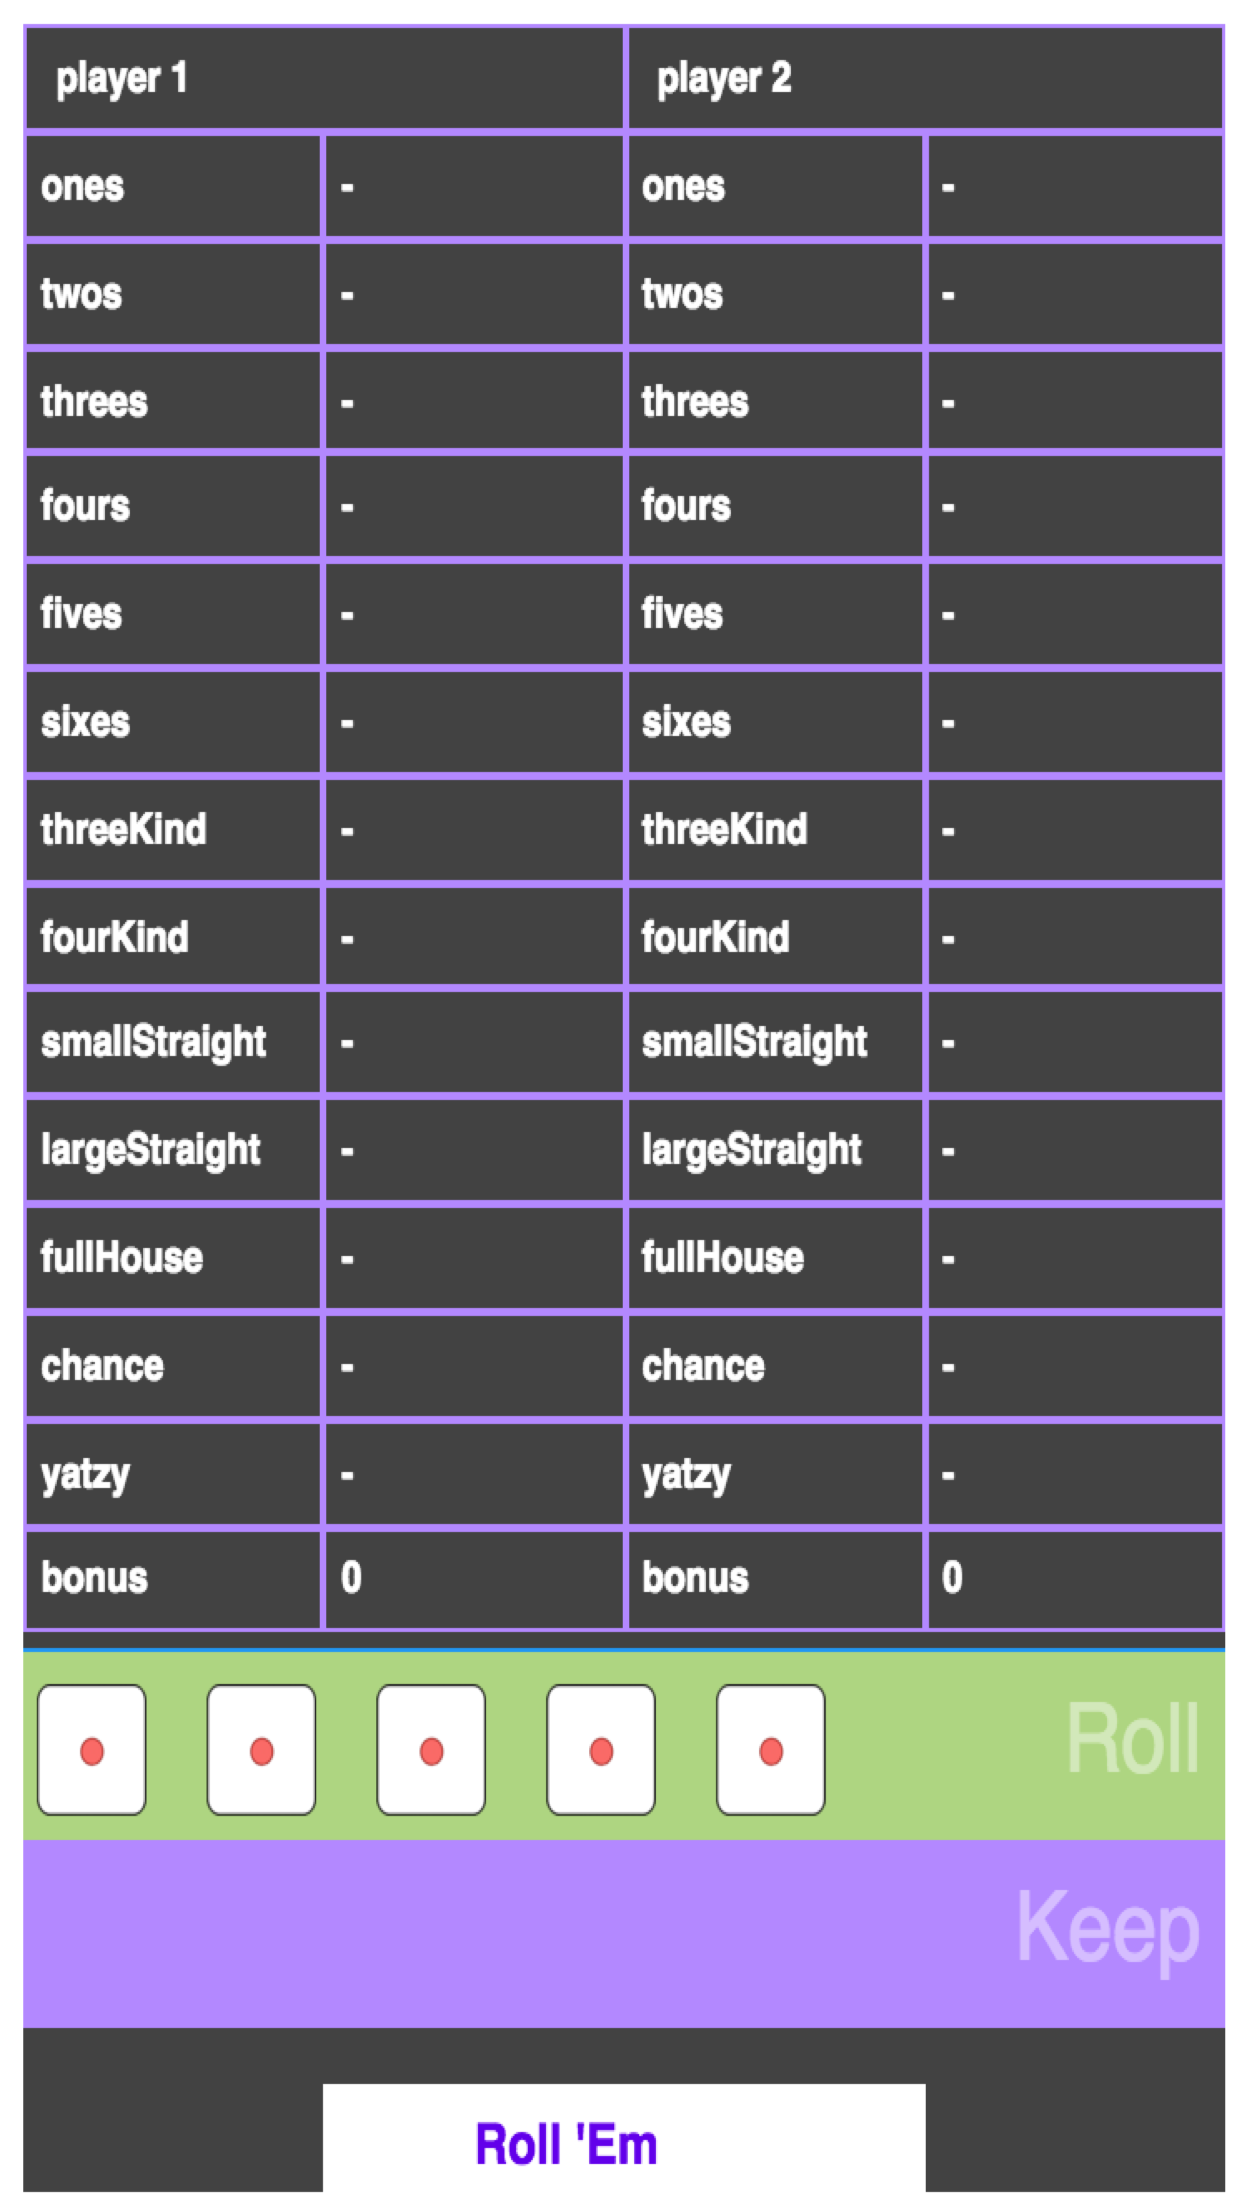 player 1 player 2
ones - ones -
twos - twos -
threes - threes -
fours - fours -
fives - fives -
sixes - sixes -
threeKind - threeKind -
fourKind - fourKind -
smallStraight - smallStraight -
largeStraight - largeStraight -
fullHouse - fullHouse -
chance - chance -
yatzy - yatzy -
bonus 0 bonus 0
Roll
Keep
Roll 'Em